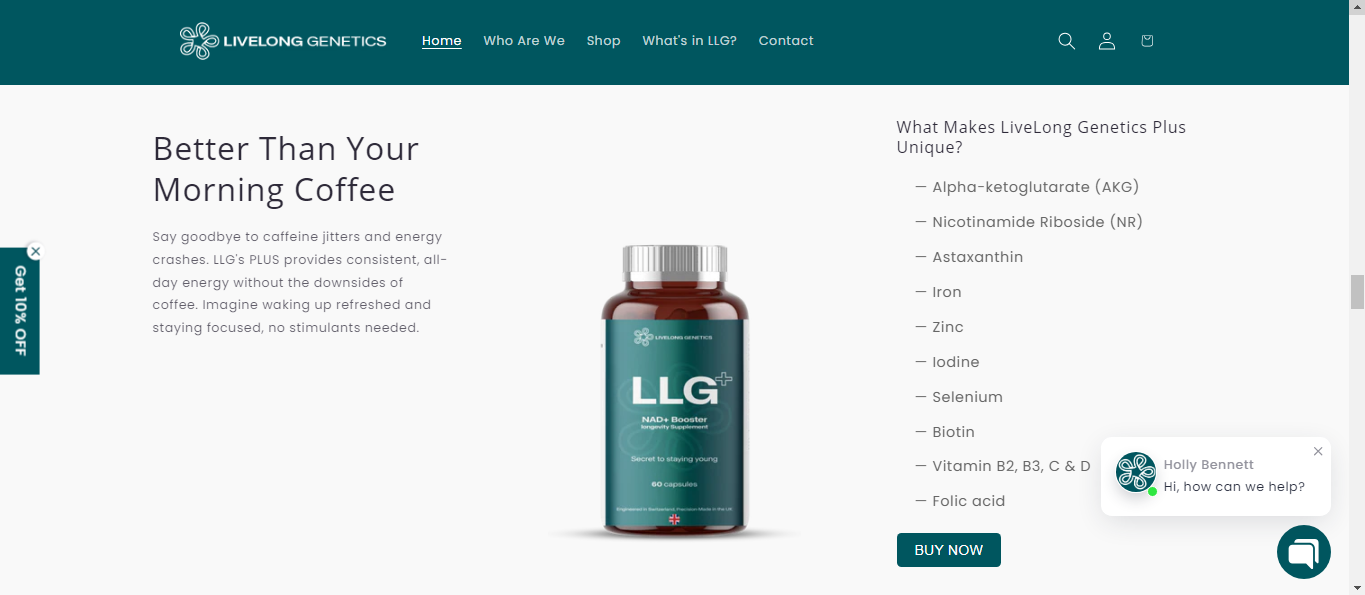 LIVELONG GENETICS
Home
Who Are We
Shop
What's in LLG?
Contact
Better Than Your
Morning Coffee
Say goodbye to caffeine jitters and energy
crashes. LLG's PLUS provides consistent, all-
day energy without the downsides of
coffee. Imagine waking up refreshed and
staying focused, no stimulants needed.
Get 10% OFF
LIVELONG GENETICS
LLG+
NAD+ Booster
longevity Supplement
Secret to staying young
60 capsules
Engineered in Switzerland, Precision Made in the UK
What Makes LiveLong Genetics Plus
Unique?
— Alpha-ketoglutarate (AKG)
— Nicotinamide Riboside (NR)
— Astaxanthin
— Iron
— Zinc
— Iodine
— Selenium
— Biotin
— Vitamin B2, B3, C & D
— Folic acid
BUY NOW
Holly Bennett
Hi, how can we help?